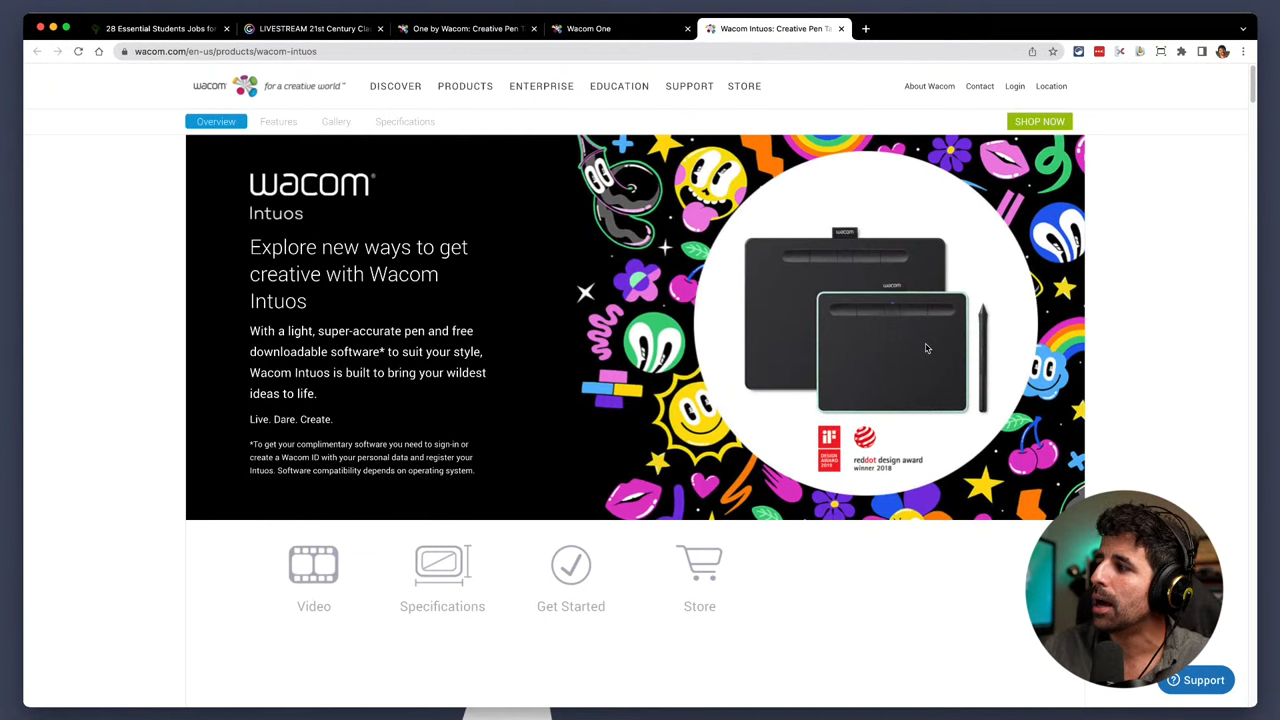 28 Essential Students Jobs for
LIVESTREAM 21st Century Cla
One by Wacom: Creative Pen T
Wacom One
Wacom Intuos: Creative Pen Ta
wacom.com/en-us/products/wacom-intuos
wacom for a creative world™
DISCOVER PRODUCTS ENTERPRISE EDUCATION SUPPORT STORE
About Wacom Contact Login Location
Overview Features Gallery Specifications
SHOP NOW
wacom®
Intuos
Explore new ways to get
creative with Wacom
Intuos
With a light, super-accurate pen and free
downloadable software* to suit your style,
Wacom Intuos is built to bring your wildest
ideas to life.
Live. Dare. Create.
*To get your complimentary software you need to sign-in or
create a Wacom ID with your personal data and register your
Intuos. Software compatibility depends on operating system.
wacom
wacom
iF
DESIGN
AWARD
reddot design award
winner 2018
Video Specifications Get Started Store
Support